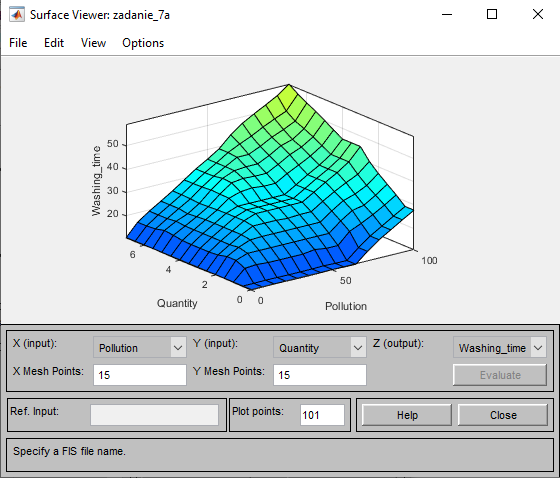 Surface Viewer: zadanie_7a
File Edit View Options
50
40
30
20
Washing_time
6
4
2
0
Quantity
0
50
100
Pollution
X (input): Pollution Y (input): Quantity Z (output): Washing_time
X Mesh Points: 15 Y Mesh Points: 15 Evaluate
Ref. Input: Plot points: 101 Help Close
Specify a FIS file name.